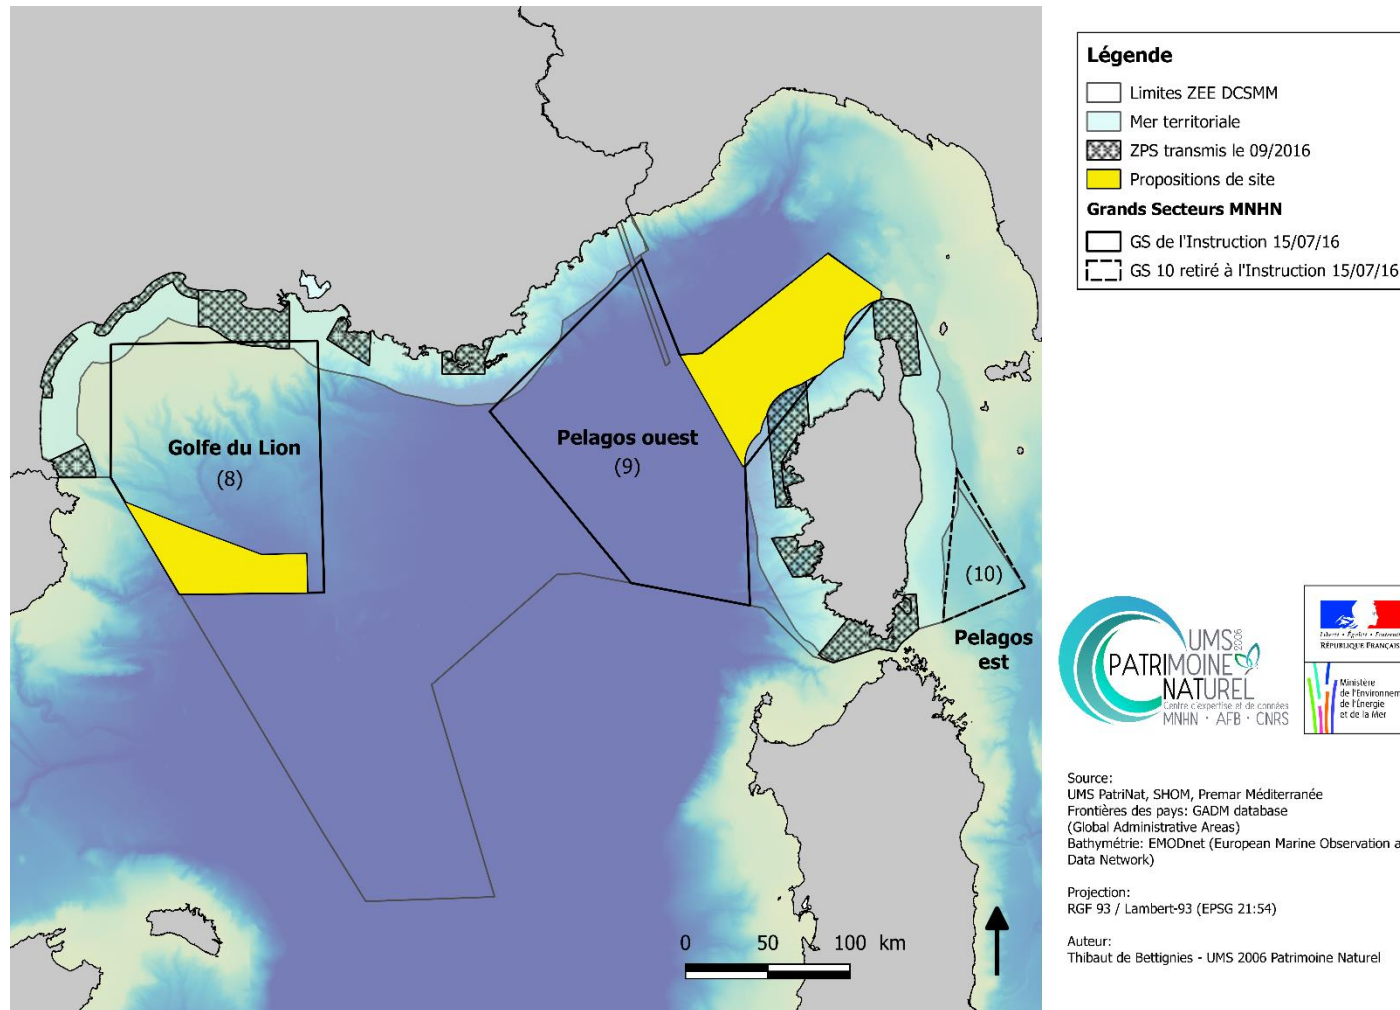 Légende
Limites ZEE DCSMM
Mer territoriale
ZPS transmis le 09/2016
Propositions de site
Grands Secteurs MNHN
GS de l'Instruction 15/07/16
GS 10 retiré à l'Instruction 15/07/16
Golfe du Lion
(8)
Pelagos ouest
(9)
(10)
Pelagos
est
0 50 100 km
UMS
2006
PATRIMOINE
NATUREL
Centre d'expertise et de données
MNHN · AFB · CNRS
Liberté • Égalité • Fraternité
RÉPUBLIQUE FRANÇAIS
Ministère
de l'Environnem
de l'Énergie
et de la Mer
Source:
UMS PatriNat, SHOM, Premar Méditerranée
Frontières des pays: GADM database
(Global Administrative Areas)
Bathymétrie: EMODnet (European Marine Observation a
Data Network)
Projection:
RGF 93 / Lambert-93 (EPSG 21:54)
Auteur:
Thibaut de Bettignies - UMS 2006 Patrimoine Naturel